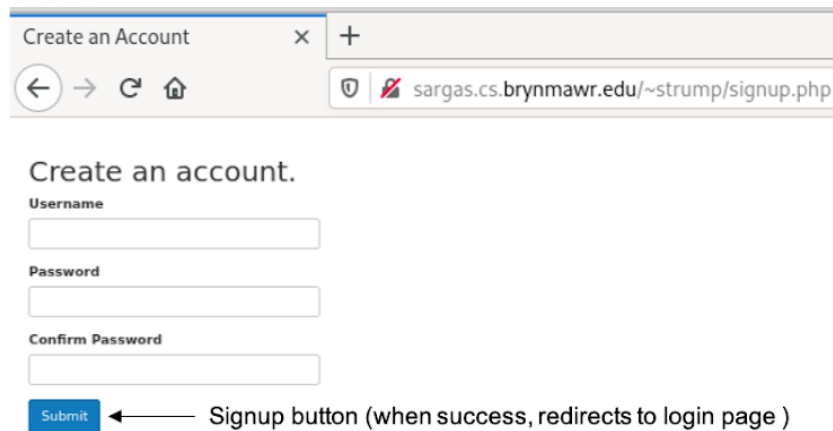 Create an Account
sargas.cs.brynmawr.edu/~strump/signup.php
Create an account.
Username
Password
Confirm Password
Submit
Signup button (when success, redirects to login page )